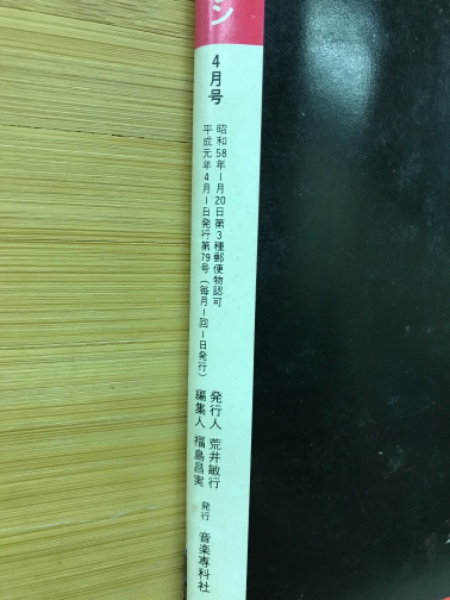 ン
4月号
昭和58年1月20日第3種郵便物認可
平成元年4月1日発行第79号(毎月1回1日発行)
発行人 荒井敏行
編集人 福島昌実
発行 音楽専科社